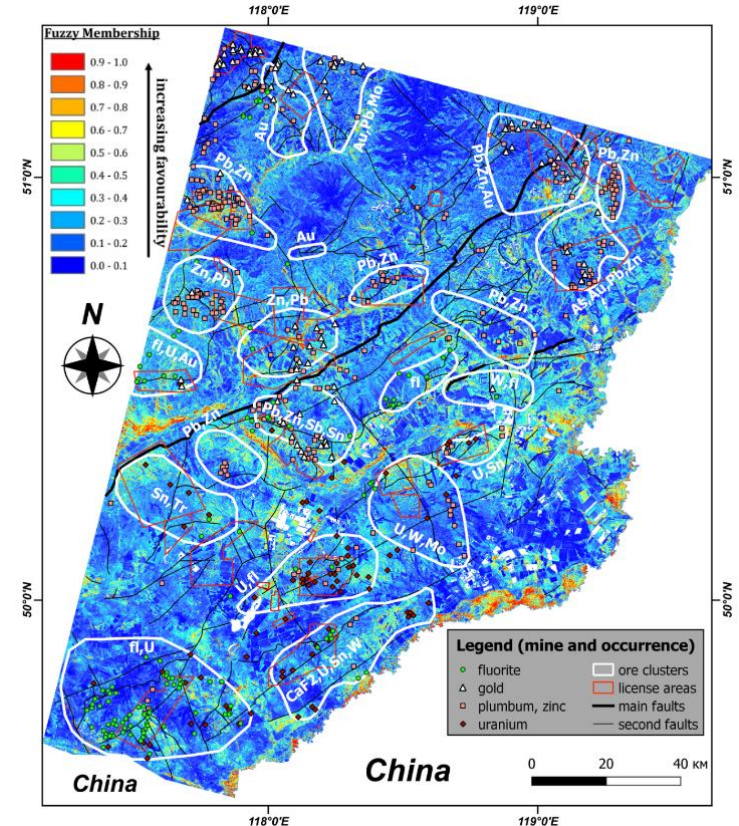 118°0'E
119°0'E
Fuzzy Membership
0.9 - 1.0
0.8 - 0.9
0.7 - 0.8
0.6 - 0.7
0.5 - 0.6
0.4 - 0.5
0.3 - 0.4
0.2 - 0.3
0.1 - 0.2
0.0 - 0.1
increasing favourability
N
51°0'N
51°0'N
50°0'N
50°0'N
Au
Au,Pb,Mo
Pb,Zn,Au
Pb,Zn
Pb,Zn
Au
As,Au,Pb,Zn
Zn,Pb
Zn,Pb
Pb,Zn
Pb,Zn
fl,U,Au
fl
W,fl
Pb,Zn
Pb,Zn,Sb,Sn
U,Sn
Sn,Tr
U,W,Mo
U,fl
fl,U
CaFZ,U,Sn,W
Legend (mine and occurrence)
fluorite
gold
plumbum, zinc
uranium
ore clusters
license areas
main faults
second faults
China
China
0 20 40 км
118°0'E
119°0'E